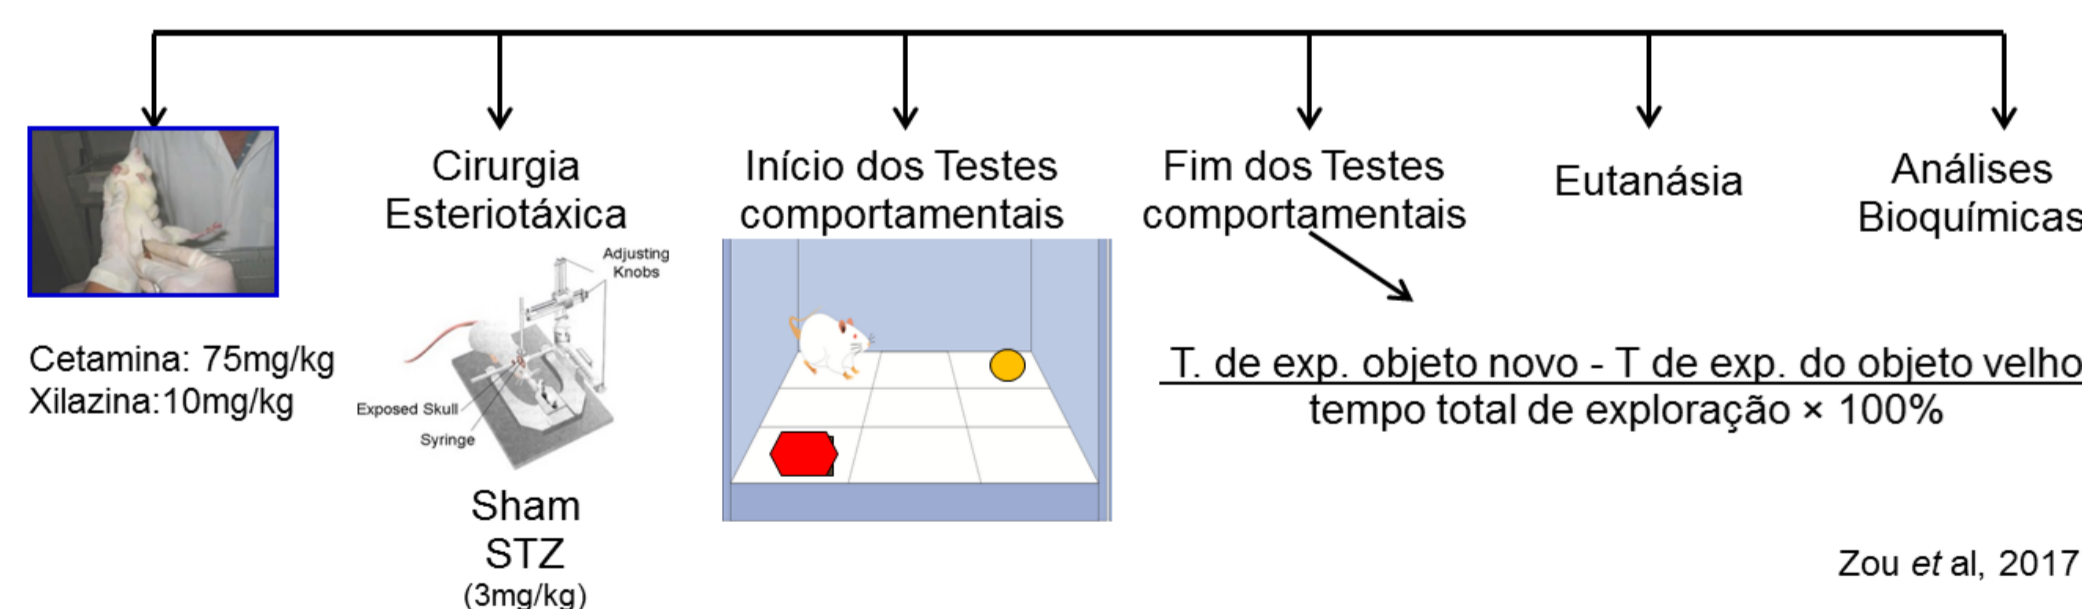 Cetamina: 75mg/kg
Xilazina:10mg/kg
Cirurgia
Esteriotáxica
Adjusting
Knobs
Exposed Skull
Syringe
Sham
STZ
(3mg/kg)
Início dos Testes
comportamentais
Fim dos Testes
comportamentais
T. de exp. objeto novo - T de exp. do objeto velho
tempo total de exploração × 100%
Eutanásia
Análises
Bioquímicas
Zou et al, 2017